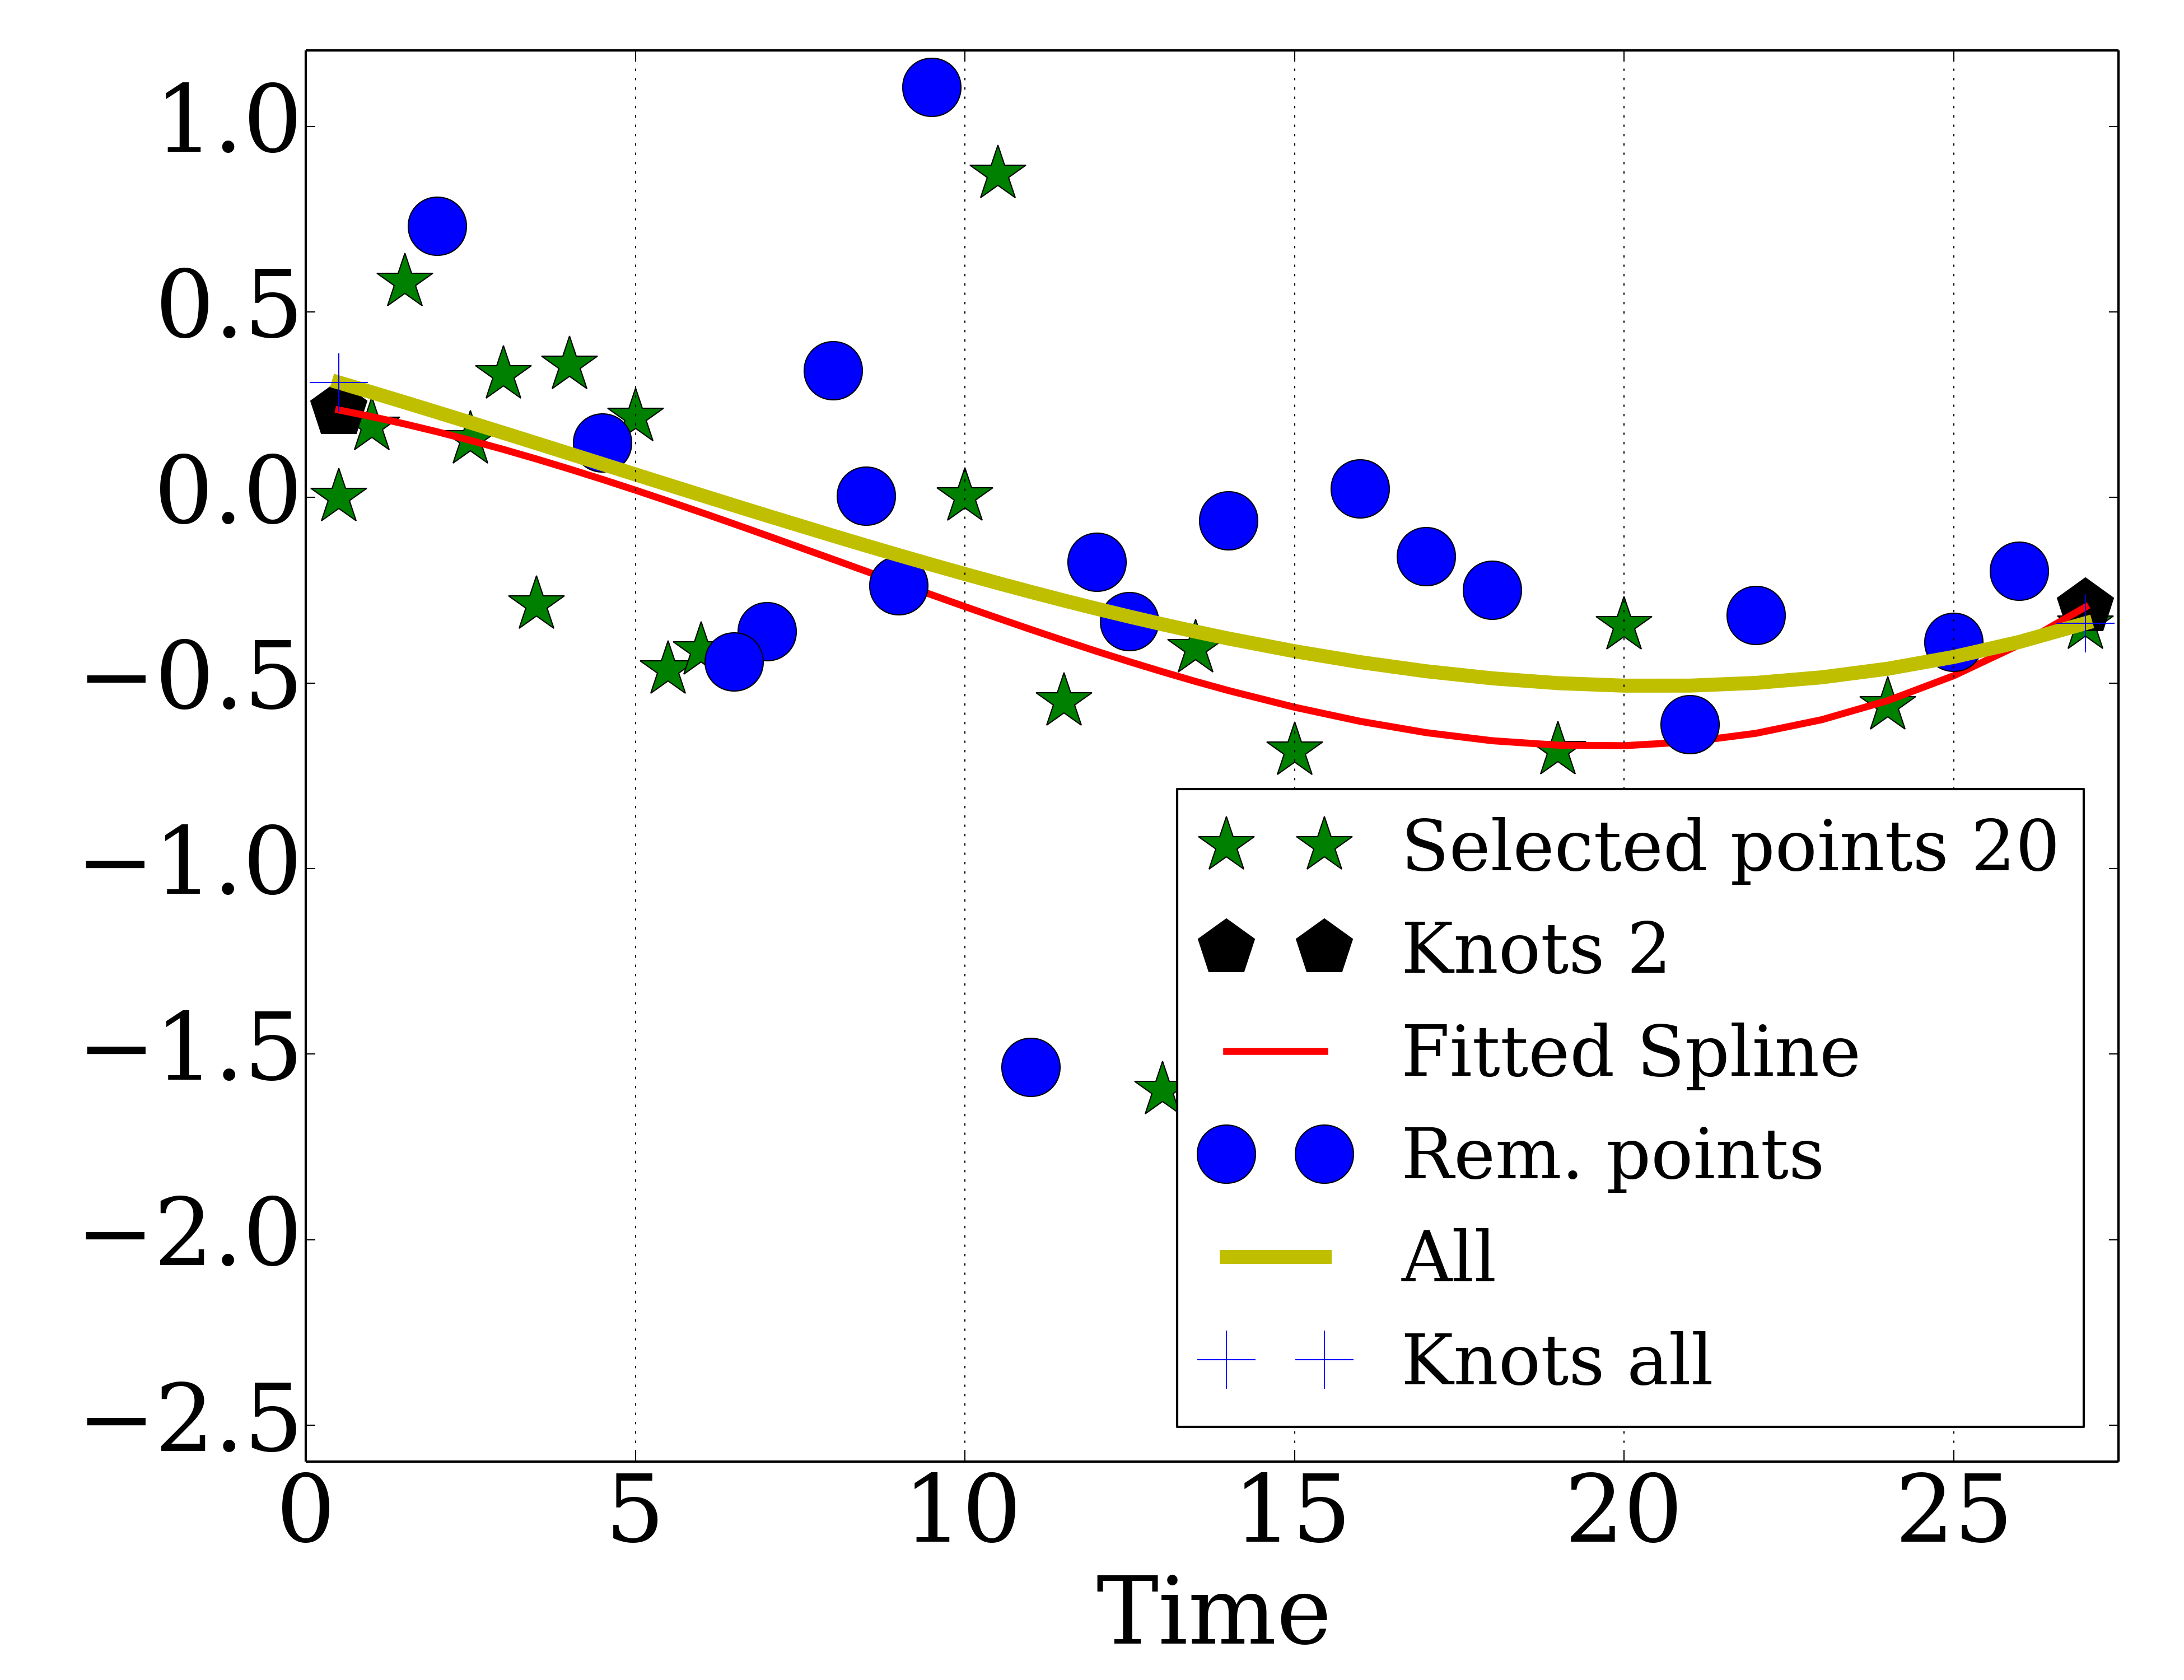 1.0
0.5
0.0
−0.5
−1.0
−1.5
−2.0
−2.5
Selected points 20
Knots 2
Fitted Spline
Rem. points
All
Knots all
0 5 10 15 20 25
Time